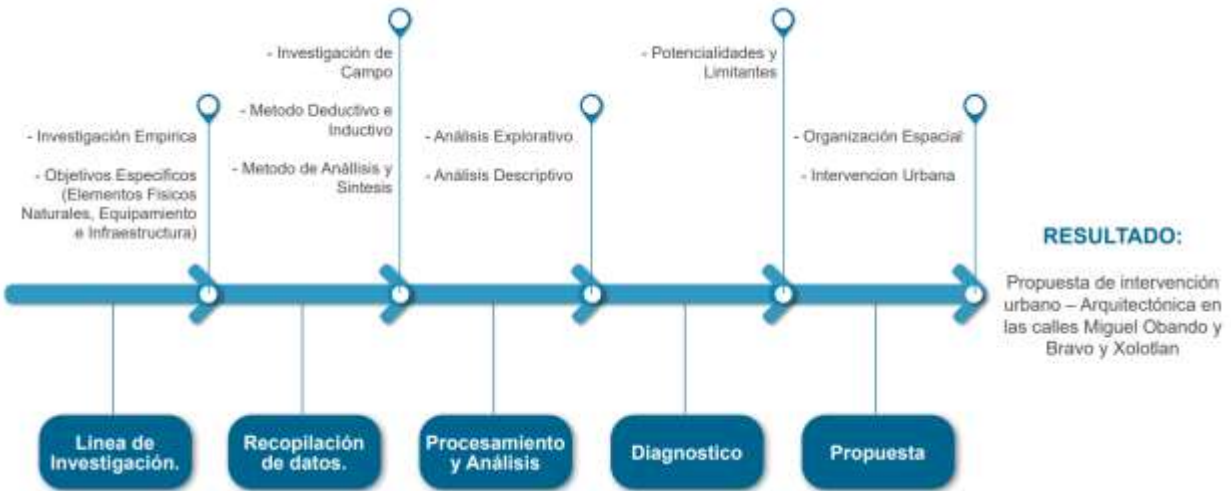 - Investigación Empirica
- Objetivos Especificos
(Elementos Fisicos
Naturales, Equipamiento
e Infraestructura)
- Investigación de
Campo
- Metodo Deductivo e
Inductivo
- Metodo de Anállisis y
Sintesis
- Análisis Explorativo
- Análisis Descriptivo
- Potencialidades y
Limitantes
- Organización Espacial
- Intervencion Urbana
RESULTADO:
Propuesta de intervención
urbano – Arquitectónica en
las calles Miguel Obando y
Bravo y Xolotlan
Linea de
Investigación.
Recopilación
de datos.
Procesamiento
y Análisis
Diagnostico
Propuesta